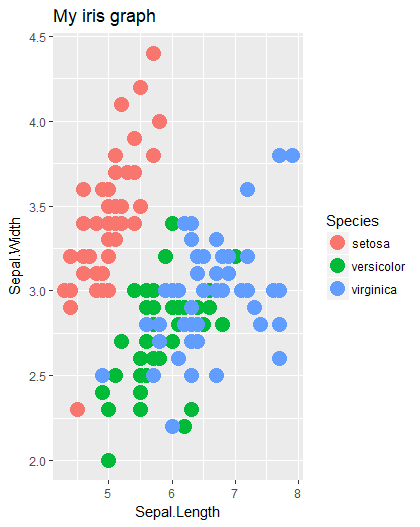 My iris graph
4.5
4.0
3.5
3.0
2.5
2.0
Sepal.Width
5
6
7
8
Sepal.Length
Species
setosa
versicolor
virginica